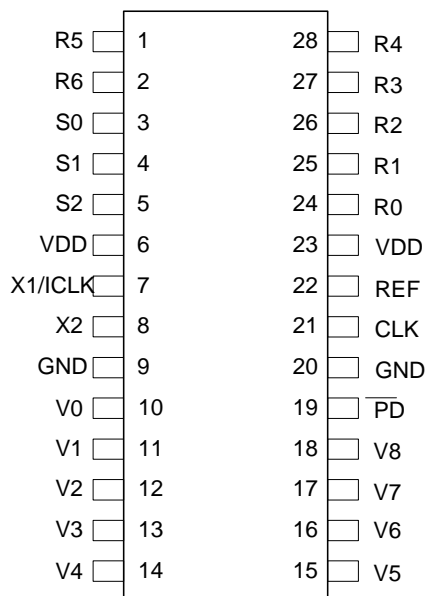 R5 1 28 R4
R6 2 27 R3
S0 3 26 R2
S1 4 25 R1
S2 5 24 R0
VDD 6 23 VDD
X1/ICLK 7 22 REF
X2 8 21 CLK
GND 9 20 GND
V0 10 19 P̅D̅
V1 11 18 V8
V2 12 17 V7
V3 13 16 V6
V4 14 15 V5